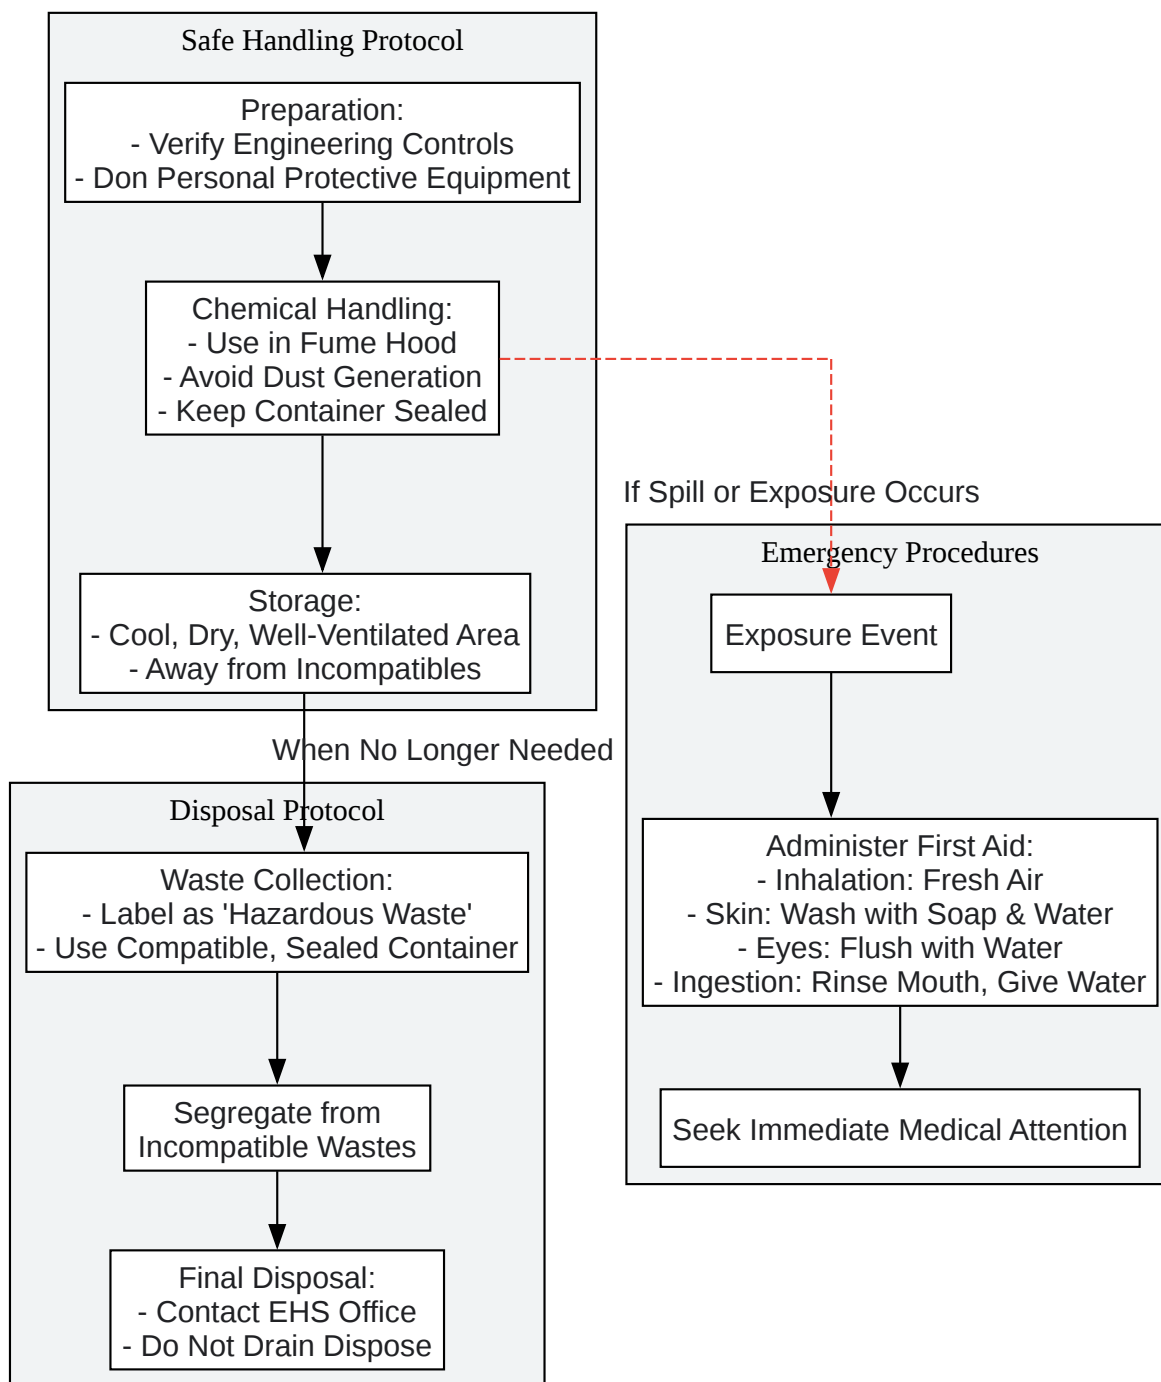 Safe Handling Protocol
Preparation:
- Verify Engineering Controls
- Don Personal Protective Equipment
Chemical Handling:
- Use in Fume Hood
- Avoid Dust Generation
- Keep Container Sealed
If Spill or Exposure Occurs
Storage:
- Cool, Dry, Well-Ventilated Area
- Away from Incompatibles
When No Longer Needed
Emergency Procedures
Exposure Event
Administer First Aid:
- Inhalation: Fresh Air
- Skin: Wash with Soap & Water
- Eyes: Flush with Water
- Ingestion: Rinse Mouth, Give Water
Seek Immediate Medical Attention
Disposal Protocol
Waste Collection:
- Label as 'Hazardous Waste'
- Use Compatible, Sealed Container
Segregate from
Incompatible Wastes
Final Disposal:
- Contact EHS Office
- Do Not Drain Dispose